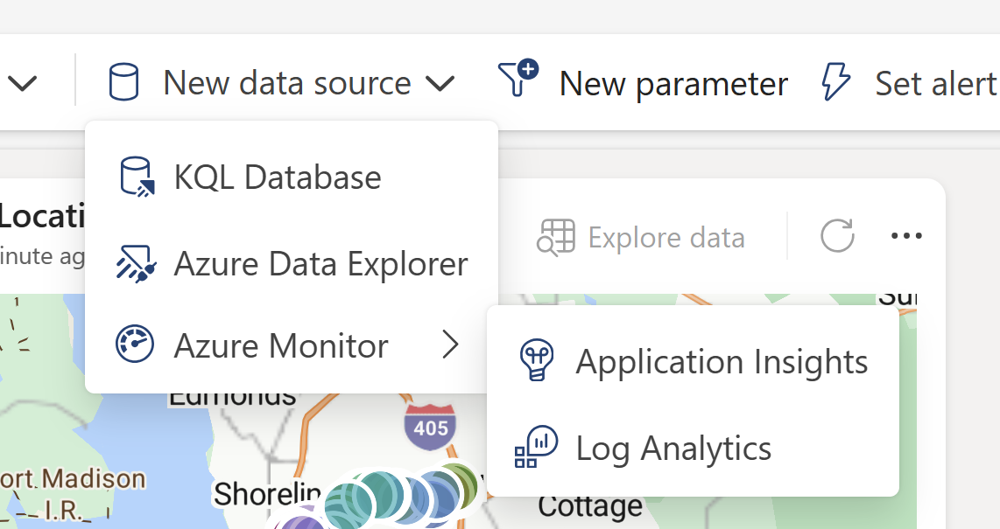 New data source
New parameter
Set alert
KQL Database
Azure Data Explorer
Azure Monitor
Application Insights
Log Analytics
Locati
inute ag
Explore data
1
Edmonds
405
ort Madison
I.R.
Shorelin
Cottage